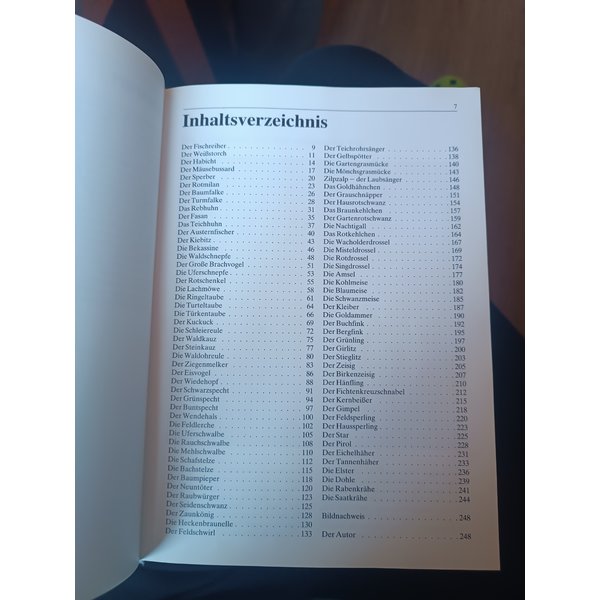 7
Inhaltsverzeichnis
Der Fischreiher 9
Der Weißstorch 11
Der Habicht 14
Der Mäusebussard 17
Der Sperber 20
Der Rotmilan 23
Der Baumfalke 26
Der Turmfalke 28
Das Rebhuhn 31
Der Fasan 35
Das Teichhuhn 37
Der Austernfischer 40
Der Kiebitz 43
Die Bekassine 46
Die Waldschnepfe 48
Der Große Brachvogel 51
Die Uferschnepfe 53
Der Rotschenkel 55
Die Lachmöwe 58
Die Ringeltaube 61
Die Turteltaube 64
Die Türkentaube 66
Der Kuckuck 69
Die Schleiereule 72
Der Waldkauz 75
Der Steinkauz 77
Die Waldohreule 80
Der Ziegenmelker 83
Der Eisvogel 86
Der Wiedehopf 88
Der Schwarzspecht 91
Der Grünspecht 94
Der Buntspecht 97
Der Wendehals 100
Die Feldlerche 102
Die Uferschwalbe 105
Die Rauchschwalbe 108
Die Mehlschwalbe 110
Die Schafstelze 112
Die Bachstelze 115
Der Baumpieper 118
Der Neuntöter 120
Der Raubwürger 123
Der Seidenschwanz 125
Der Zaunkönig 128
Die Heckenbraunelle 130
Der Feldschwirl 133
Der Teichrohrsänger 136
Der Gelbspötter 138
Die Gartengrasmücke 140
Die Mönchsgrasmücke 143
Zilpzalp – der Laubsänger 146
Das Goldhähnchen 148
Der Grauschnäpper 151
Der Hausrotschwanz 154
Das Braunkehlchen 157
Der Gartenrotschwanz 159
Die Nachtigall 162
Das Rotkehlchen 164
Die Wacholderdrossel 167
Die Misteldrossel 169
Die Rotdrossel 172
Die Singdrossel 174
Die Amsel 177
Die Kohlmeise 180
Die Blaumeise 182
Die Schwanzmeise 185
Der Kleiber 187
Die Goldammer 190
Der Buchfink 192
Der Bergfink 195
Der Grünling 197
Der Girlitz 200
Der Stieglitz 203
Der Zeisig 205
Der Birkenzeisig 207
Der Hänfling 210
Der Fichtenkreuzschnabel 212
Der Kernbeißer 215
Der Gimpel 218
Der Feldsperling 220
Der Haussperling 223
Der Star 225
Der Pirol 228
Der Eichelhäher 231
Der Tannenhäher 233
Die Elster 236
Die Dohle 239
Die Rabenkrähe 241
Die Saatkrähe 244
Bildnachweis 248
Der Autor 248